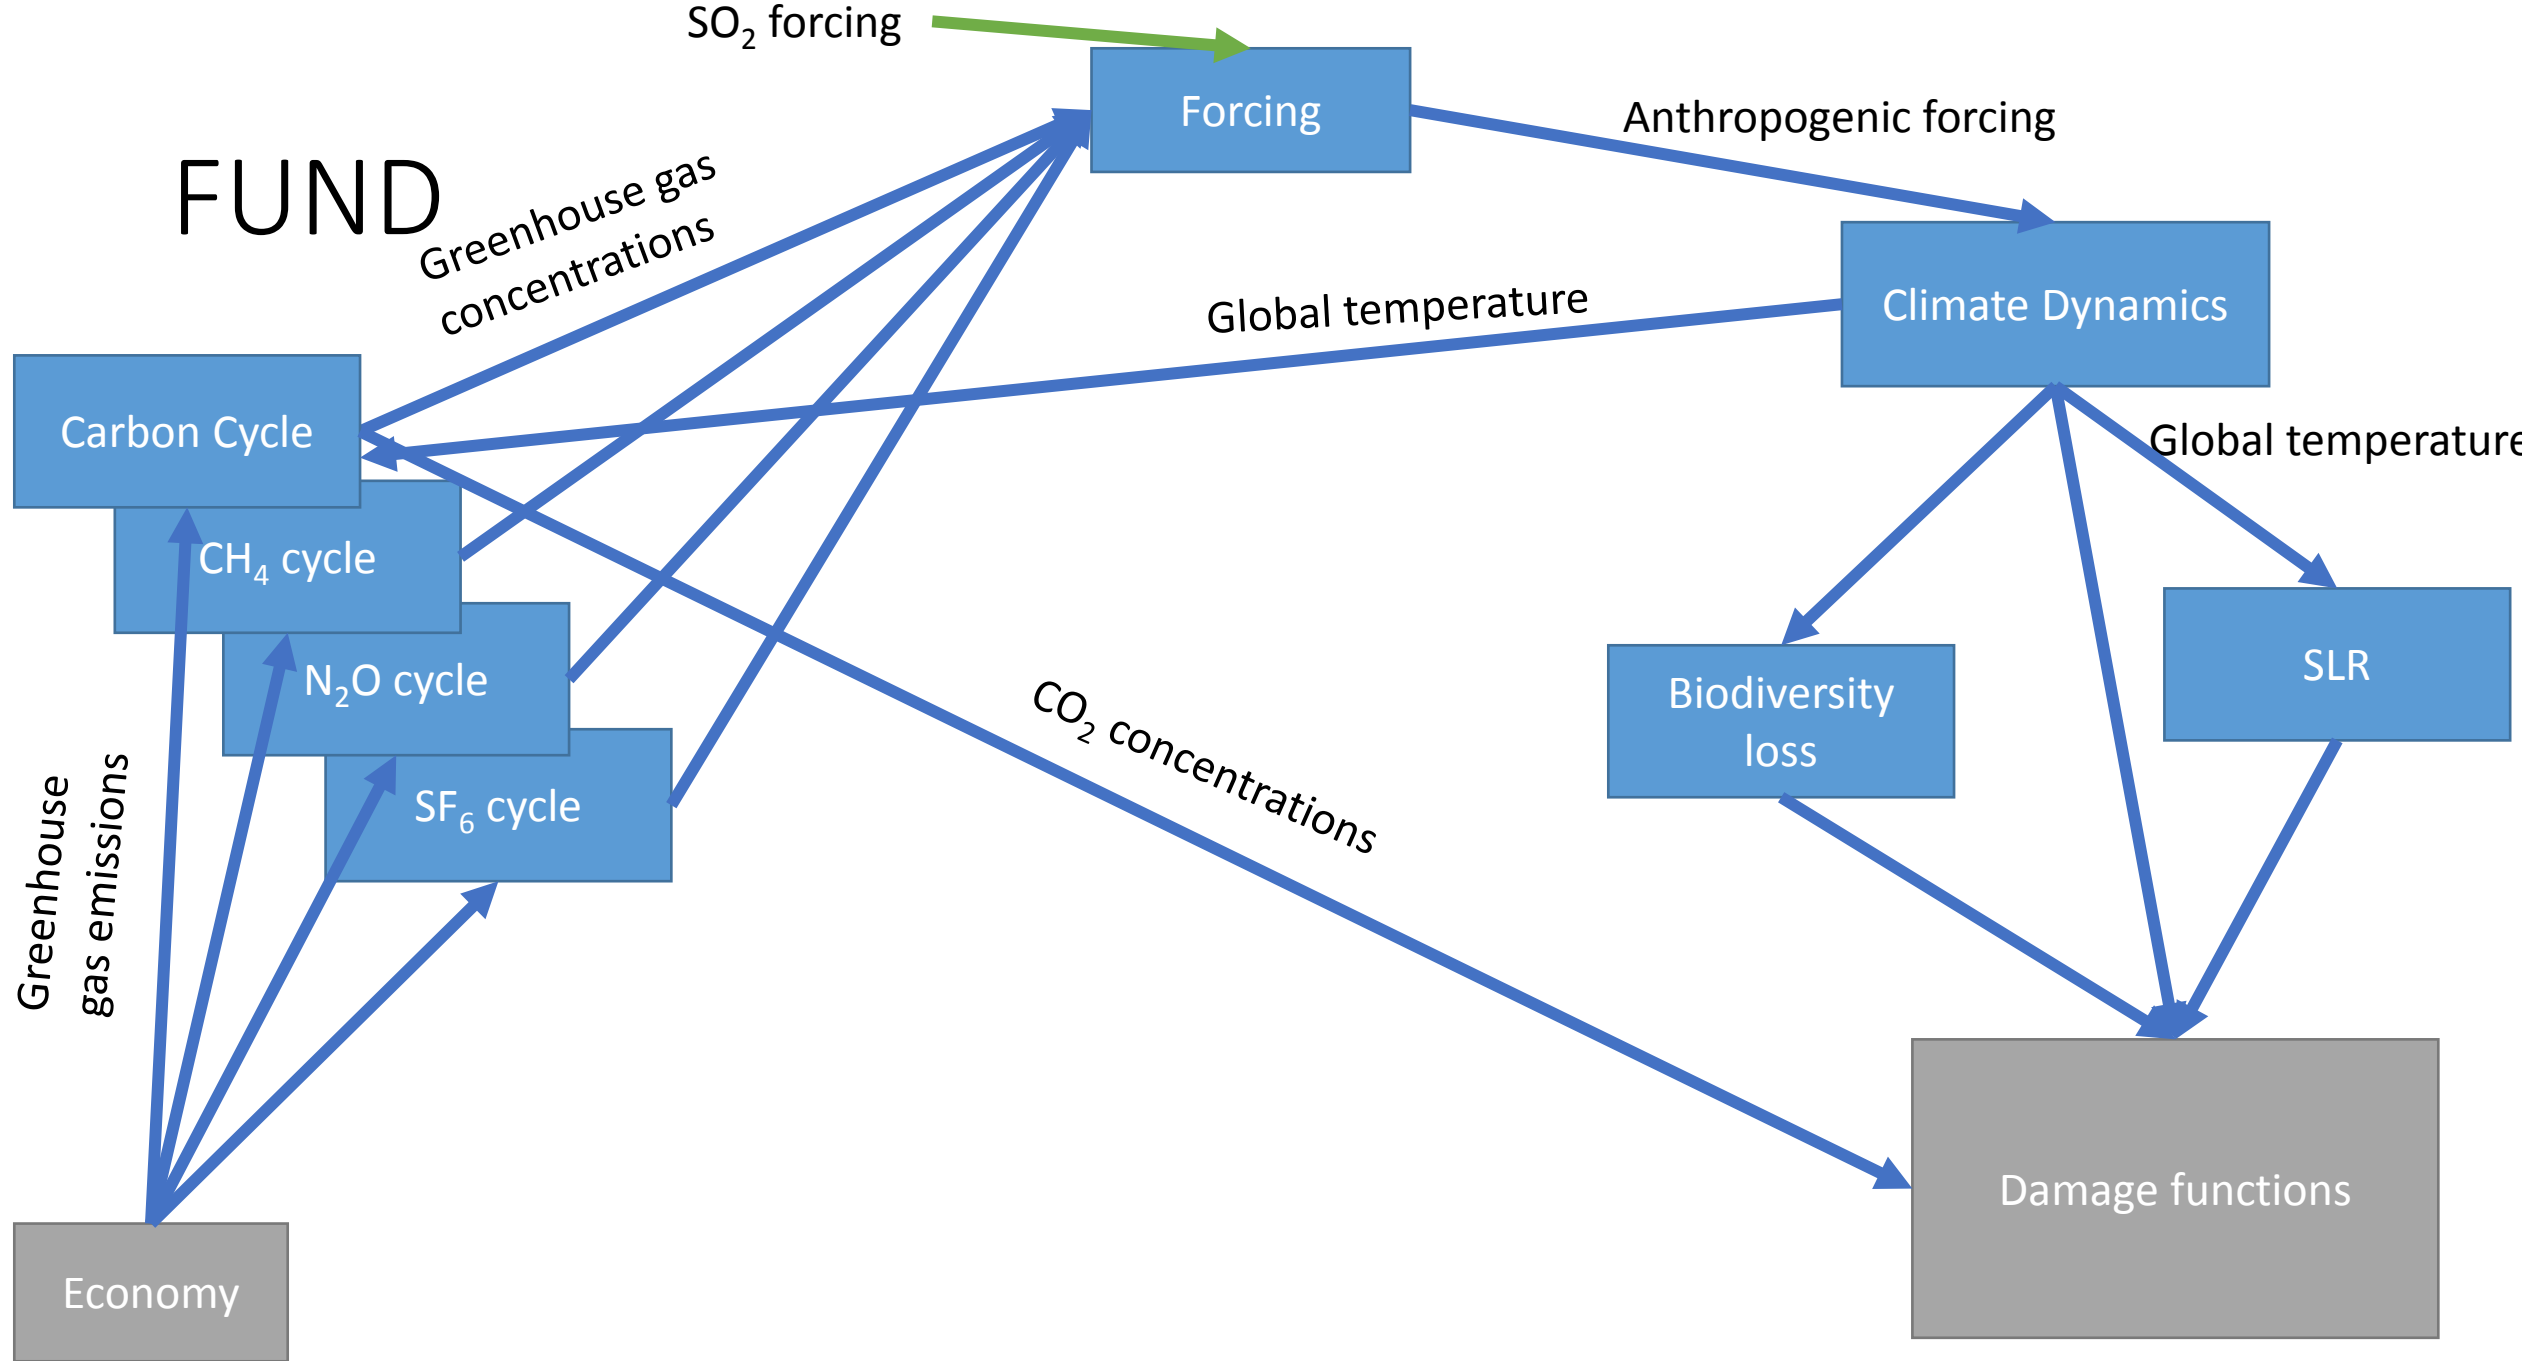 SO₂ forcing
Forcing
Anthropogenic forcing
FUND
Greenhouse gas
concentrations
Global temperature
Climate Dynamics
Carbon Cycle
Global temperature
CH₄ cycle
N₂O cycle
SLR
Biodiversity
loss
CO₂ concentrations
SF₆ cycle
Greenhouse
gas emissions
Damage functions
Economy